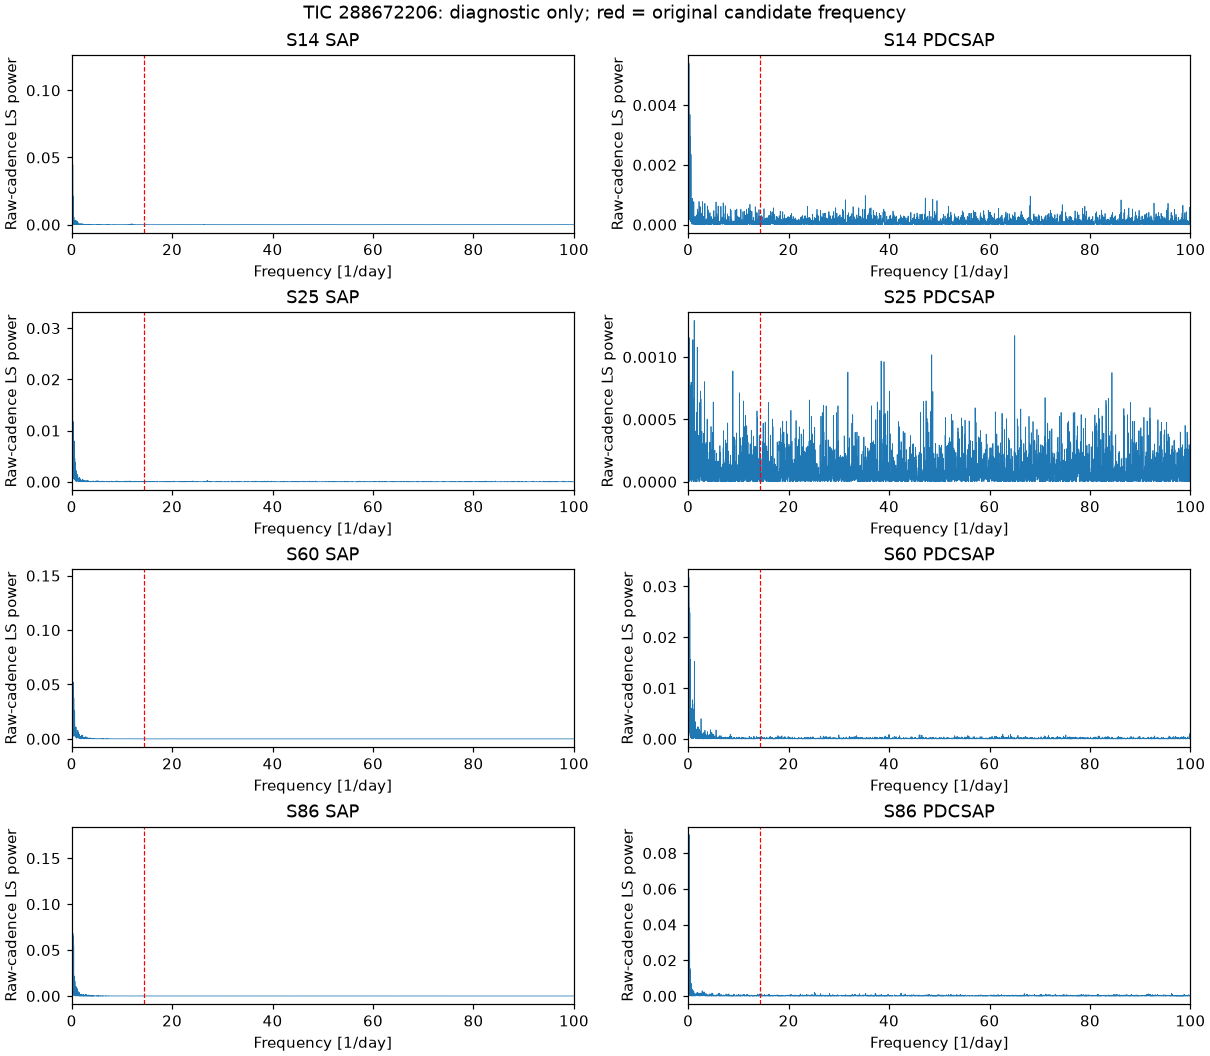 TIC 288672206: diagnostic only; red = original candidate frequency
S14 SAP
S14 PDCSAP
Raw-cadence LS power
0.10
0.05
0.00
0 20 40 60 80 100
Frequency [1/day]
Raw-cadence LS power
0.004
0.002
0.000
0 20 40 60 80 100
Frequency [1/day]
S25 SAP
S25 PDCSAP
Raw-cadence LS power
0.03
0.02
0.01
0.00
0 20 40 60 80 100
Frequency [1/day]
Raw-cadence LS power
0.0010
0.0005
0.0000
0 20 40 60 80 100
Frequency [1/day]
S60 SAP
S60 PDCSAP
Raw-cadence LS power
0.15
0.10
0.05
0.00
0 20 40 60 80 100
Frequency [1/day]
Raw-cadence LS power
0.03
0.02
0.01
0.00
0 20 40 60 80 100
Frequency [1/day]
S86 SAP
S86 PDCSAP
Raw-cadence LS power
0.15
0.10
0.05
0.00
0 20 40 60 80 100
Frequency [1/day]
Raw-cadence LS power
0.08
0.06
0.04
0.02
0.00
0 20 40 60 80 100
Frequency [1/day]